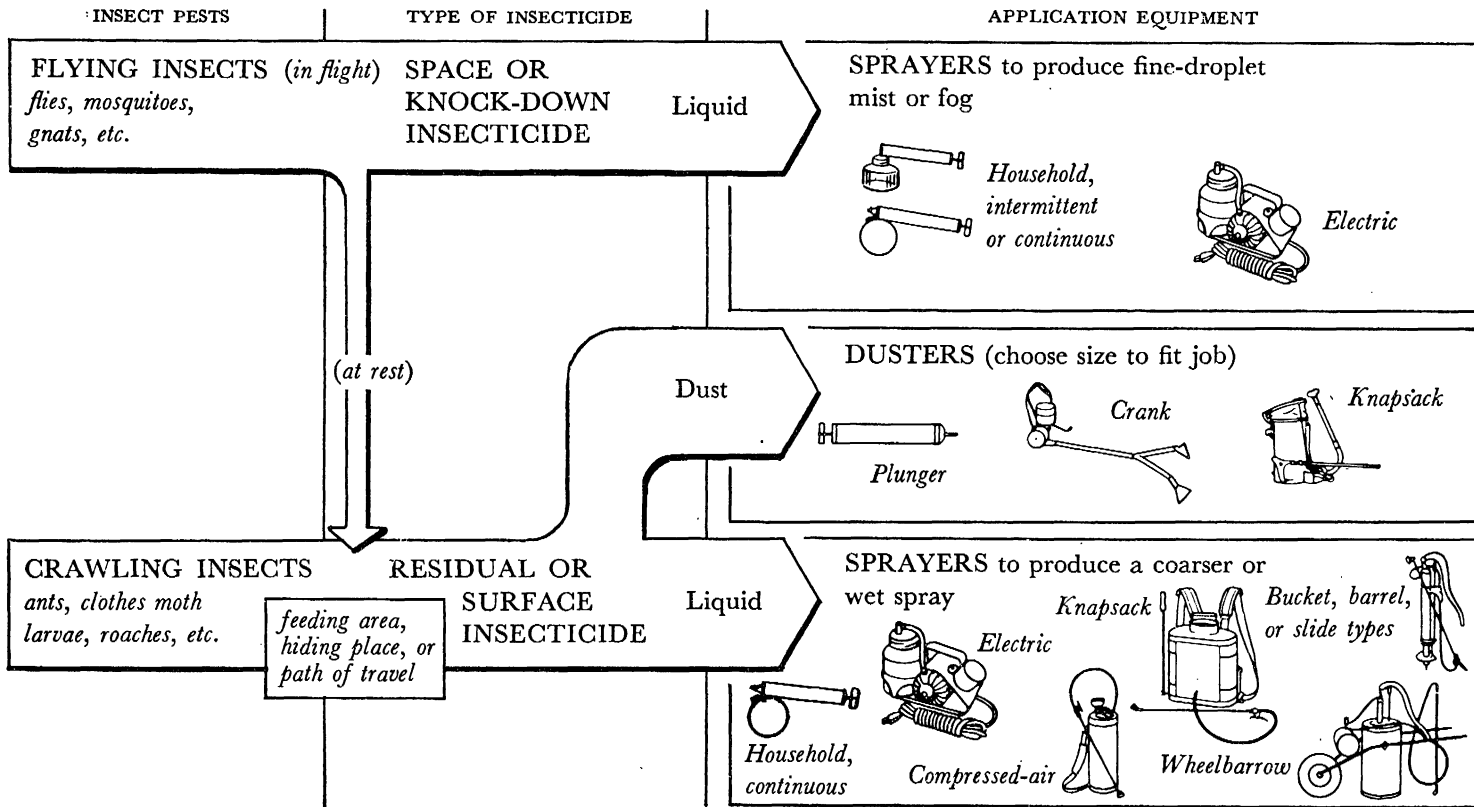 INSECT PESTS
TYPE OF INSECTICIDE
APPLICATION EQUIPMENT
FLYING INSECTS (in flight)
flies, mosquitoes,
gnats, etc.
SPACE OR
KNOCK-DOWN
INSECTICIDE
Liquid
SPRAYERS to produce fine-droplet
mist or fog
Household,
intermittent
or continuous
Electric
(at rest)
Dust
DUSTERS (choose size to fit job)
Plunger
Crank
Knapsack
CRAWLING INSECTS
ants, clothes moth
larvae, roaches, etc.
feeding area,
hiding place, or
path of travel
RESIDUAL OR
SURFACE
INSECTICIDE
Liquid
SPRAYERS to produce a coarser or
wet spray
Household,
continuous
Electric
Compressed-air
Knapsack
Bucket, barrel,
or slide types
Wheelbarrow